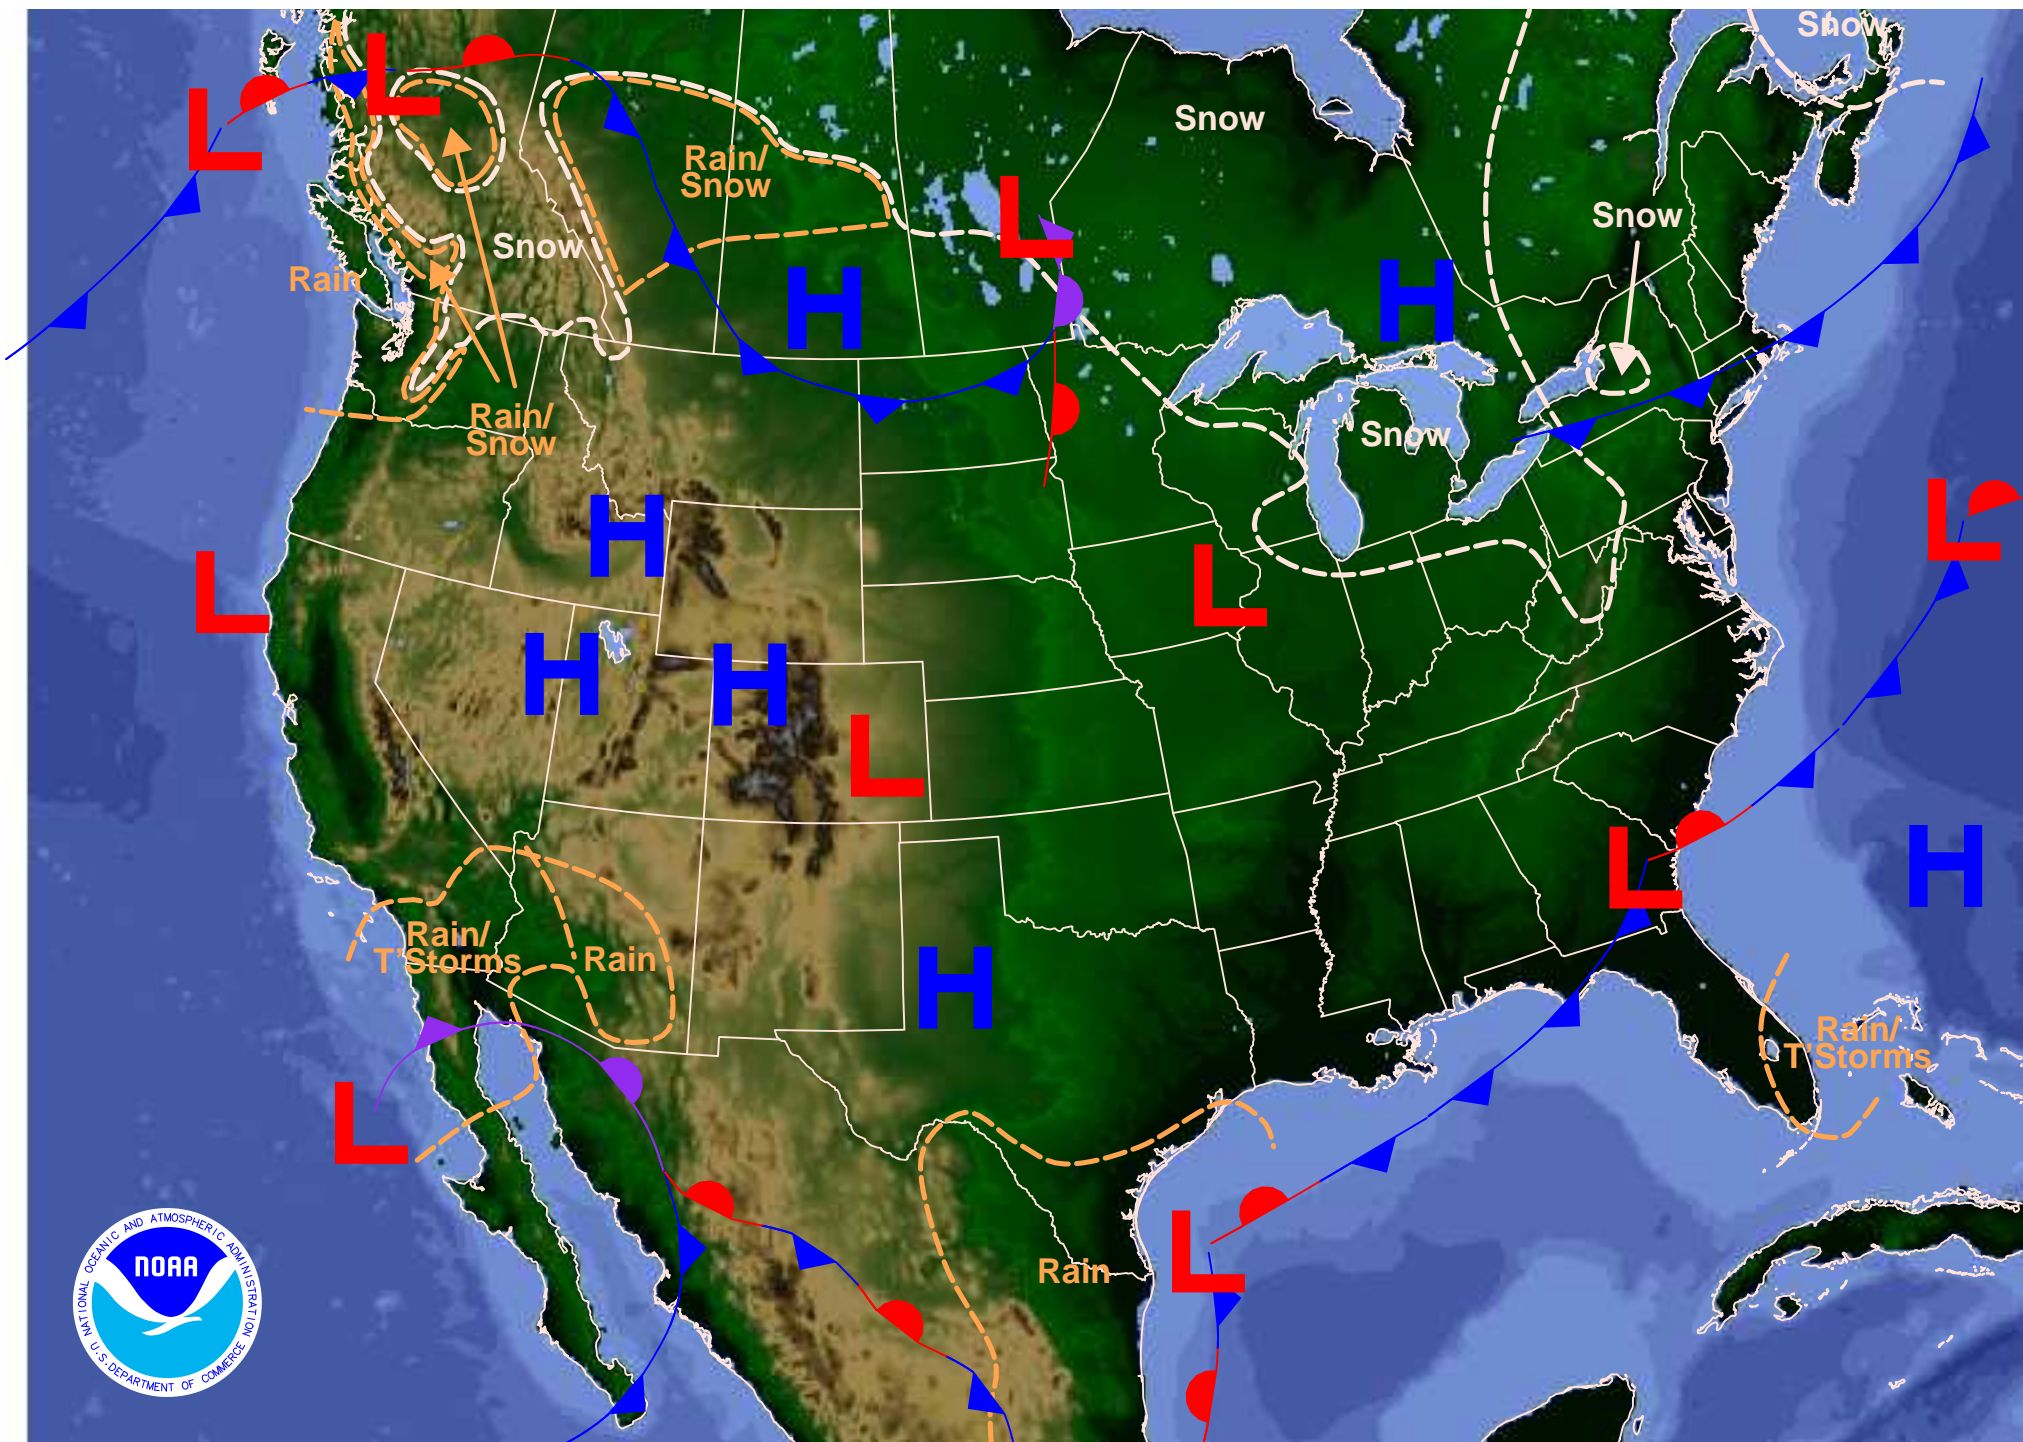 Snow
L
L
Snow
Rain/
Snow
L
Snow
Snow
Rain
H
H
Rain/
Snow
Snow
H
L
L
L
H
H
L
L
H
Rain/
T'Storms
Rain
H
Rain/
T'Storms
L
L
Rain
NATIONAL OCEANIC AND ATMOSPHERIC ADMINISTRATION
NOAA
U.S. DEPARTMENT OF COMMERCE